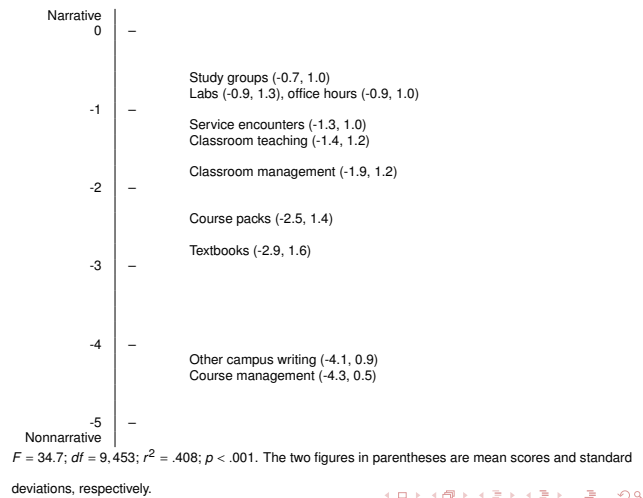 Narrative
0 –
Study groups (-0.7, 1.0)
Labs (-0.9, 1.3), office hours (-0.9, 1.0)
-1 –
Service encounters (-1.3, 1.0)
Classroom teaching (-1.4, 1.2)
Classroom management (-1.9, 1.2)
-2 –
Course packs (-2.5, 1.4)
Textbooks (-2.9, 1.6)
-3 –
-4 –
Other campus writing (-4.1, 0.9)
Course management (-4.3, 0.5)
-5 –
Nonnarrative
F = 34.7; df = 9, 453; r² = .408; p < .001. The two figures in parentheses are mean scores and standard
deviations, respectively.